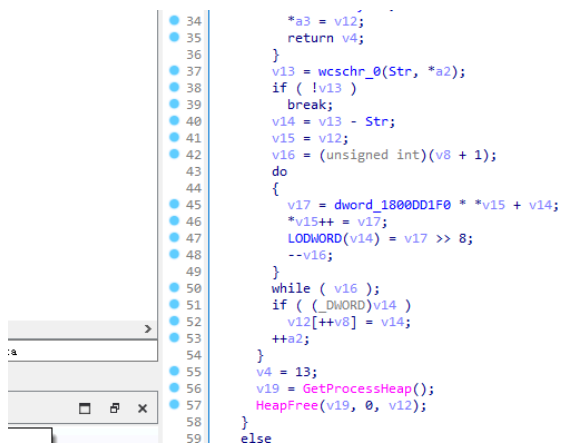 34 *a3 = v12;
35 return v4;
36 }
37 v13 = wcschr_0(Str, *a2);
38 if ( !v13 )
39 break;
40 v14 = v13 - Str;
41 v15 = v12;
42 v16 = (unsigned int)(v8 + 1);
43 do
44 {
45 v17 = dword_1800DD1F0 * *v15 + v14;
46 *v15++ = v17;
47 LODWORD(v14) = v17 >> 8;
48 --v16;
49 }
50 while ( v16 );
51 if ( (_DWORD)v14 )
52 v12[++v8] = v14;
53 ++a2;
54 }
55 v4 = 13;
56 v19 = GetProcessHeap();
57 HeapFree(v19, 0, v12);
58 }
59 else